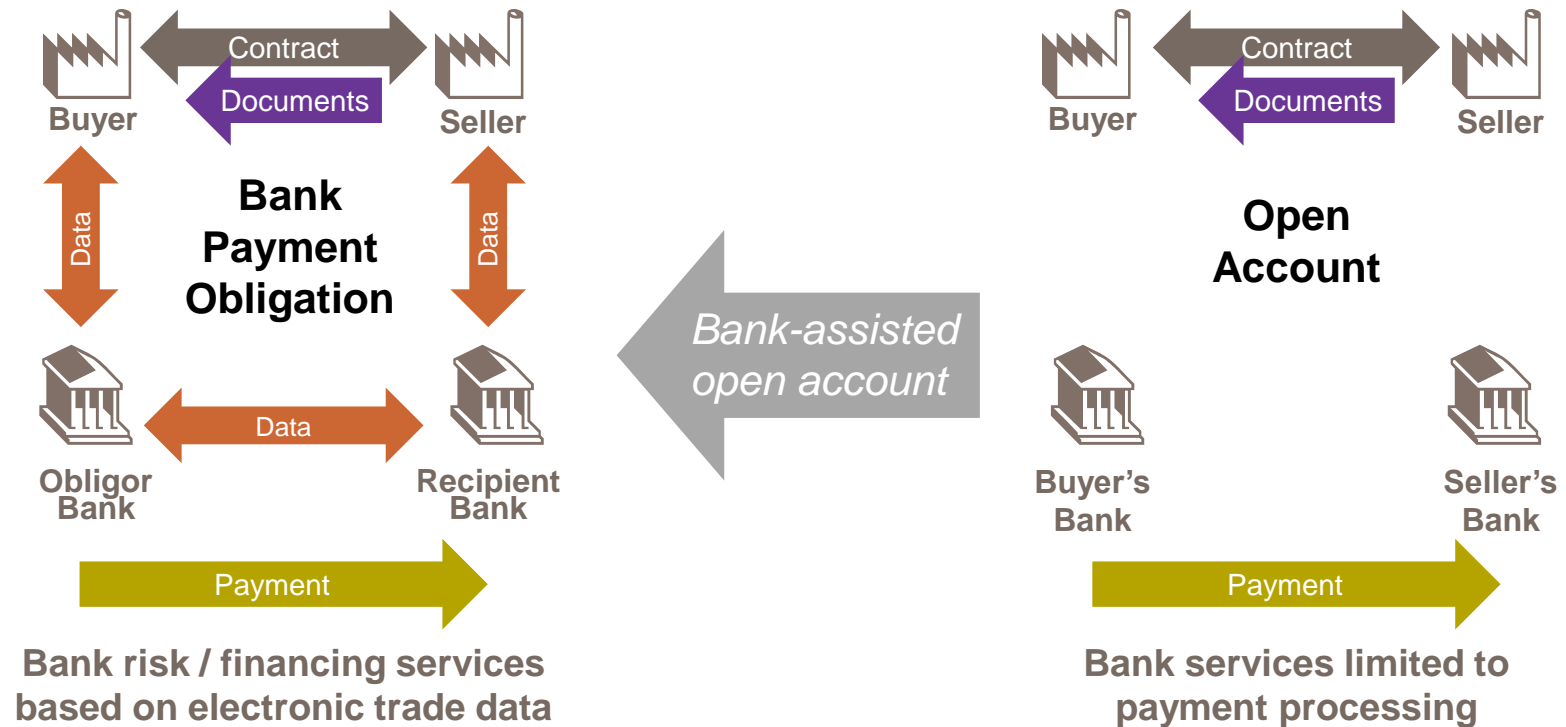 Contract
Documents
Buyer
Seller
Data
Bank
Payment
Obligation
Data
Data
Obligor
Bank
Recipient
Bank
Payment
Bank risk / financing services
based on electronic trade data
Bank-assisted
open account
Contract
Documents
Buyer
Seller
Open
Account
Buyer's
Bank
Seller's
Bank
Payment
Bank services limited to
payment processing